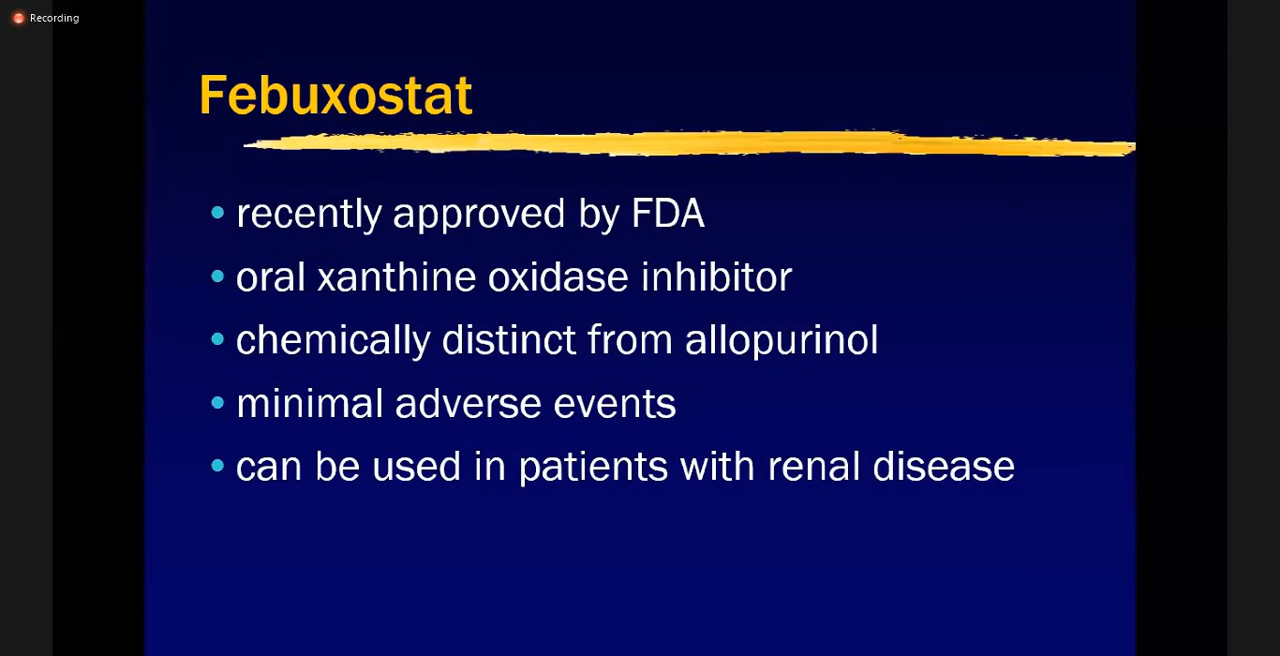 Recording
Febuxostat
• recently approved by FDA
• oral xanthine oxidase inhibitor
• chemically distinct from allopurinol
• minimal adverse events
• can be used in patients with renal disease